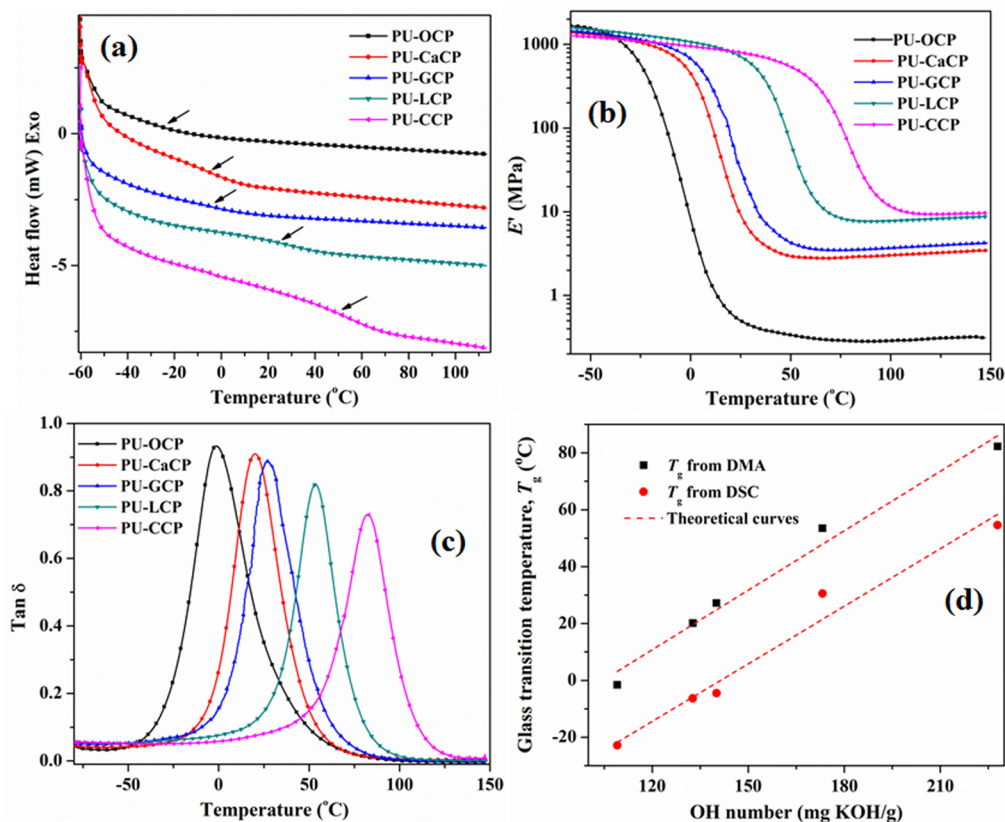 (a)
PU-OCP
PU-CaCP
PU-GCP
PU-LCP
PU-CCP
Heat flow (mW) Exo
0
-5
-60 -40 -20 0 20 40 60 80 100
Temperature (°C)
(b)
PU-OCP
PU-CaCP
PU-GCP
PU-LCP
PU-CCP
E' (MPa)
1000
100
10
1
-50 0 50 100 150
Temperature (°C)
(c)
PU-OCP
PU-CaCP
PU-GCP
PU-LCP
PU-CCP
Tan δ
1.0
0.8
0.6
0.4
0.2
0.0
-50 0 50 100 150
Temperature (°C)
(d)
Tg from DMA
Tg from DSC
Theoretical curves
Glass transition temperature, Tg (°C)
80
60
40
20
0
-20
120 150 180 210
OH number (mg KOH/g)